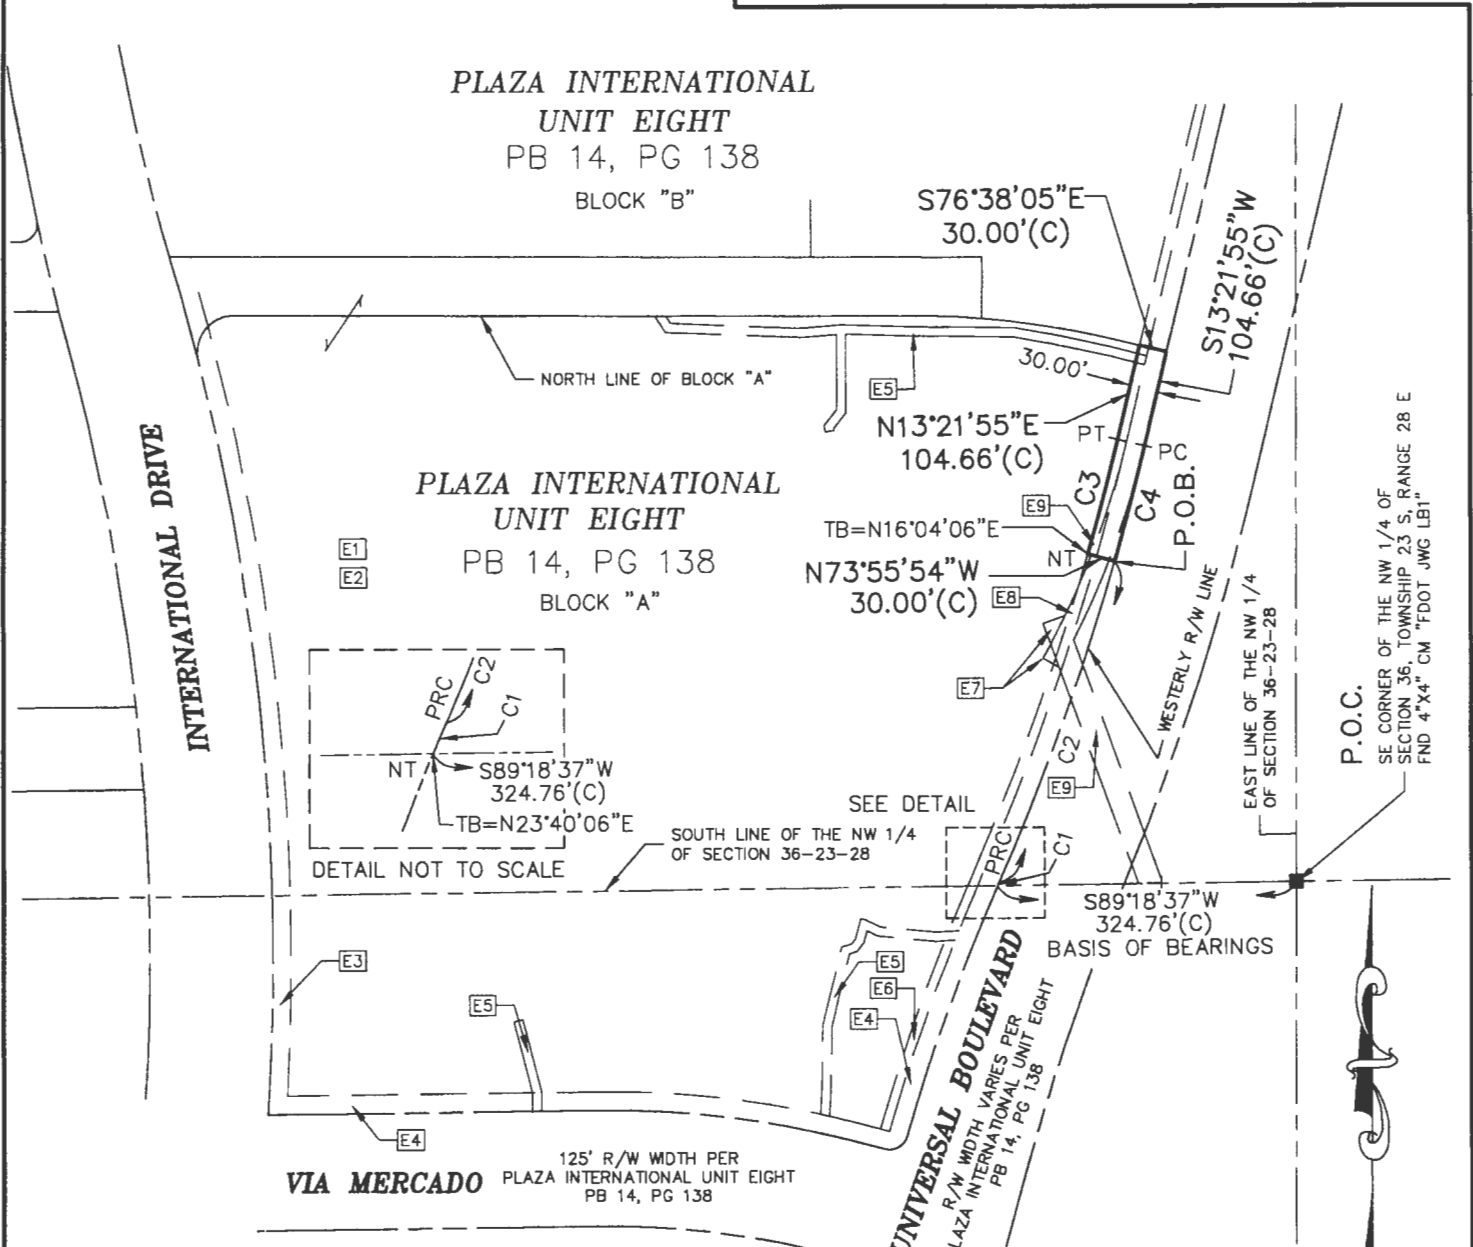 PLAZA INTERNATIONAL
UNIT EIGHT
PB 14, PG 138
BLOCK "B"
S76°38'05"E
30.00'(C)
S13°21'55"W
104.66'(C)
NORTH LINE OF BLOCK "A"
E5
30.00'
N13°21'55"E
104.66'(C)
PT
PC
C3
C4
P.O.B.
E9
TB=N16°04'06"E
NT
N73°55'54"W
30.00'(C)
E8
E7
INTERNATIONAL DRIVE
PLAZA INTERNATIONAL
UNIT EIGHT
PB 14, PG 138
BLOCK "A"
E1
E2
PRC
C2
C1
NT
S89°18'37"W
324.76'(C)
TB=N23°40'06"E
DETAIL NOT TO SCALE
SEE DETAIL
SOUTH LINE OF THE NW 1/4
OF SECTION 36-23-28
PRC
C1
C2
E9
WESTERLY R/W LINE
EAST LINE OF THE NW 1/4
OF SECTION 36-23-28
P.O.C.
SE CORNER OF THE NW 1/4 OF
SECTION 36, TOWNSHIP 23 S, RANGE 28 E
FND 4"X4" CM "FDOT JWG LB1"
S89°18'37"W
324.76'(C)
BASIS OF BEARINGS
E3
E5
E5
E6
E4
E4
VIA MERCADO
125' R/W WIDTH PER
PLAZA INTERNATIONAL UNIT EIGHT
PB 14, PG 138
UNIVERSAL BOULEVARD
R/W WIDTH VARIES PER
LAZA INTERNATIONAL UNIT EIGHT
PB 14, PG 138